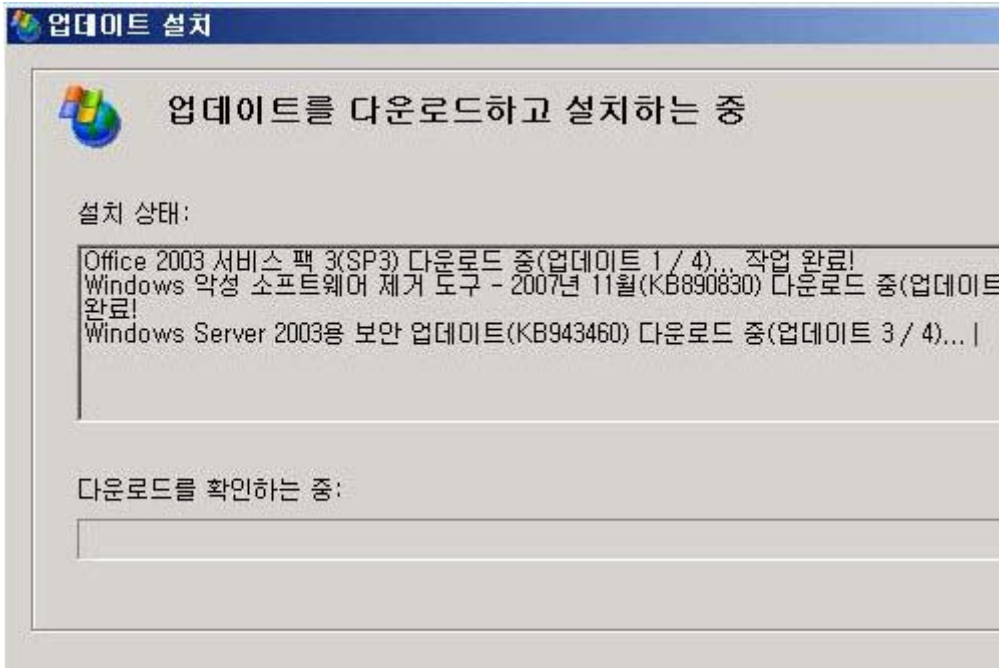 업데이트 설치
업데이트를 다운로드하고 설치하는 중
설치 상태:
Office 2003 서비스 팩 3(SP3) 다운로드 중(업데이트 1 / 4)... 작업 완료!
Windows 악성 소프트웨어 제거 도구 - 2007년 11월(KB890830) 다운로드 중(업데이트
완료!
Windows Server 2003용 보안 업데이트(KB943460) 다운로드 중(업데이트 3 / 4)... |
다운로드를 확인하는 중: